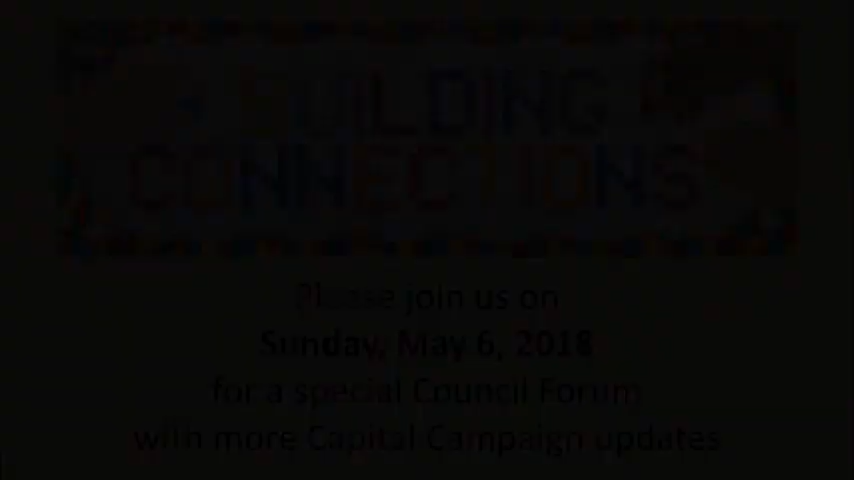 BUILDING
CONNECTIONS
Please join us on
Sunday, May 6, 2018
for a special Council Forum
with more Capital Campaign updates